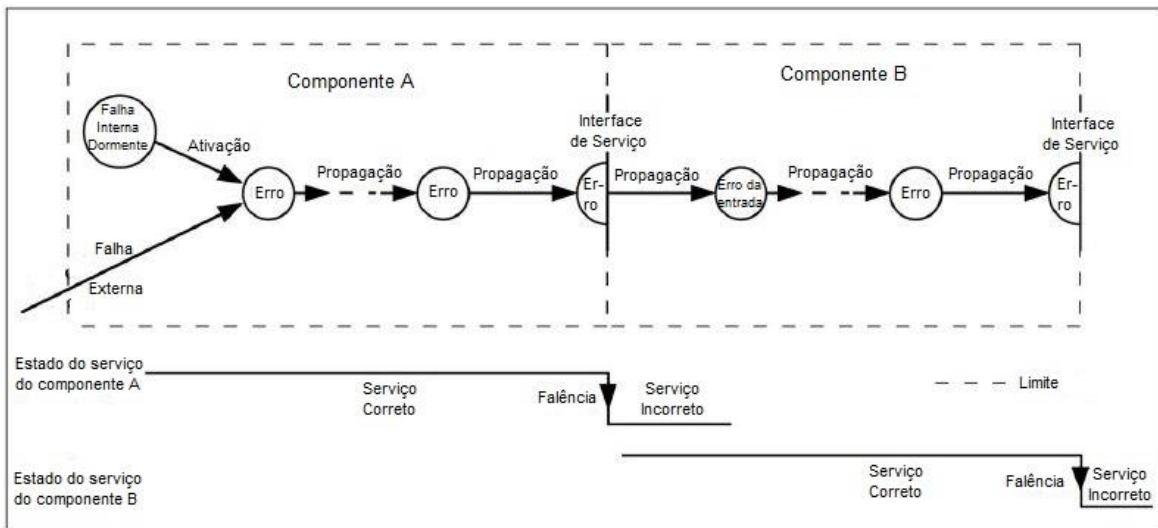 Componente A
Componente B
Falha
Interna
Dormente
Ativação
Interface
de Serviço
Interface
de Serviço
Erro
Propagação
Erro
Propagação
Er-
ro
Propagação
Erro da
entrada
Propagação
Erro
Propagação
Er-
ro
Falha
Externa
Estado do serviço
do componente A
Serviço
Correto
Falência
Serviço
Incorreto
Limite
Estado do serviço
do componente B
Serviço
Correto
Falência
Serviço
Incorreto